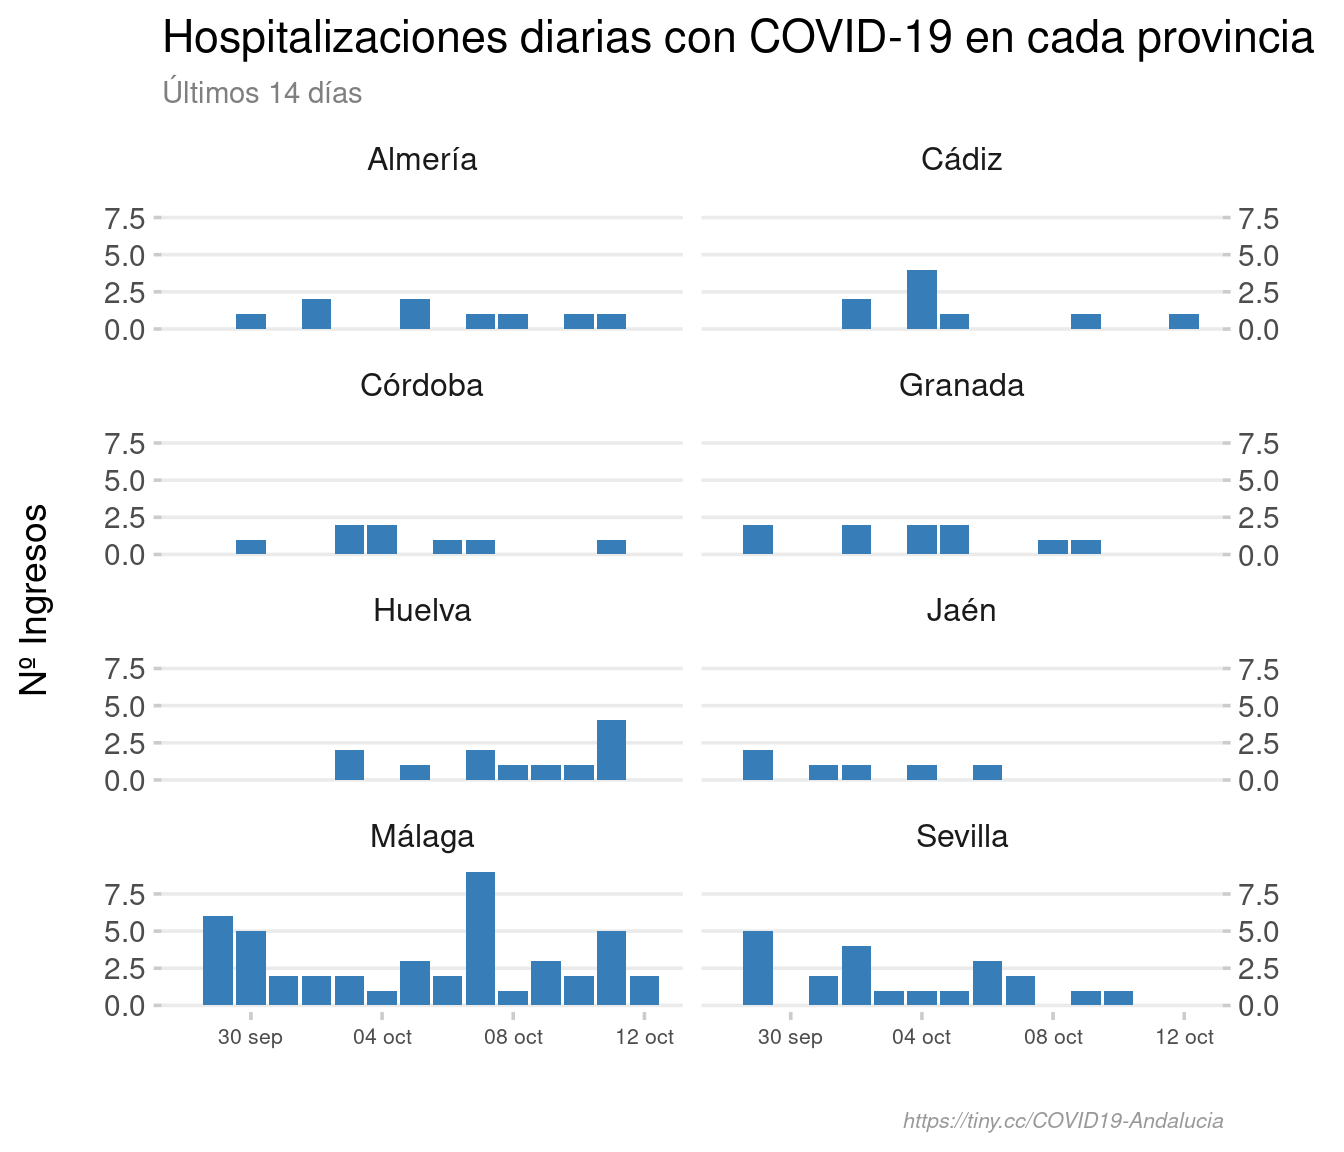 Hospitalizaciones diarias con COVID-19 en cada provincia
Últimos 14 días
Almería
Cádiz
7.5
5.0
2.5
0.0
7.5
5.0
2.5
0.0
Córdoba
Granada
7.5
5.0
2.5
0.0
7.5
5.0
2.5
0.0
Nº Ingresos
Huelva
Jaén
7.5
5.0
2.5
0.0
7.5
5.0
2.5
0.0
Málaga
Sevilla
7.5
5.0
2.5
0.0
7.5
5.0
2.5
0.0
30 sep 04 oct 08 oct 12 oct
30 sep 04 oct 08 oct 12 oct
https://tiny.cc/COVID19-Andalucia